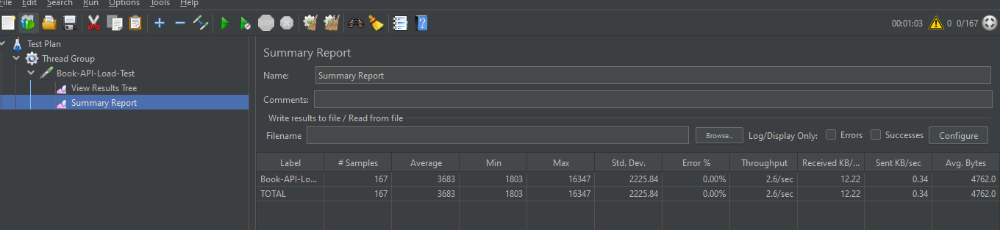 File Edit Search Run Options Tools Help
STOP
00:01:03 0 0/167
Test Plan
Thread Group
Book-API-Load-Test
View Results Tree
Summary Report
Summary Report
Name: Summary Report
Comments:
Write results to file / Read from file
Filename Browse... Log/Display Only: Errors Successes Configure
Label # Samples Average Min Max Std. Dev. Error % Throughput Received KB/... Sent KB/sec Avg. Bytes
Book-API-Lo... 167 3683 1803 16347 2225.84 0.00% 2.6/sec 12.22 0.34 4762.0
TOTAL 167 3683 1803 16347 2225.84 0.00% 2.6/sec 12.22 0.34 4762.0